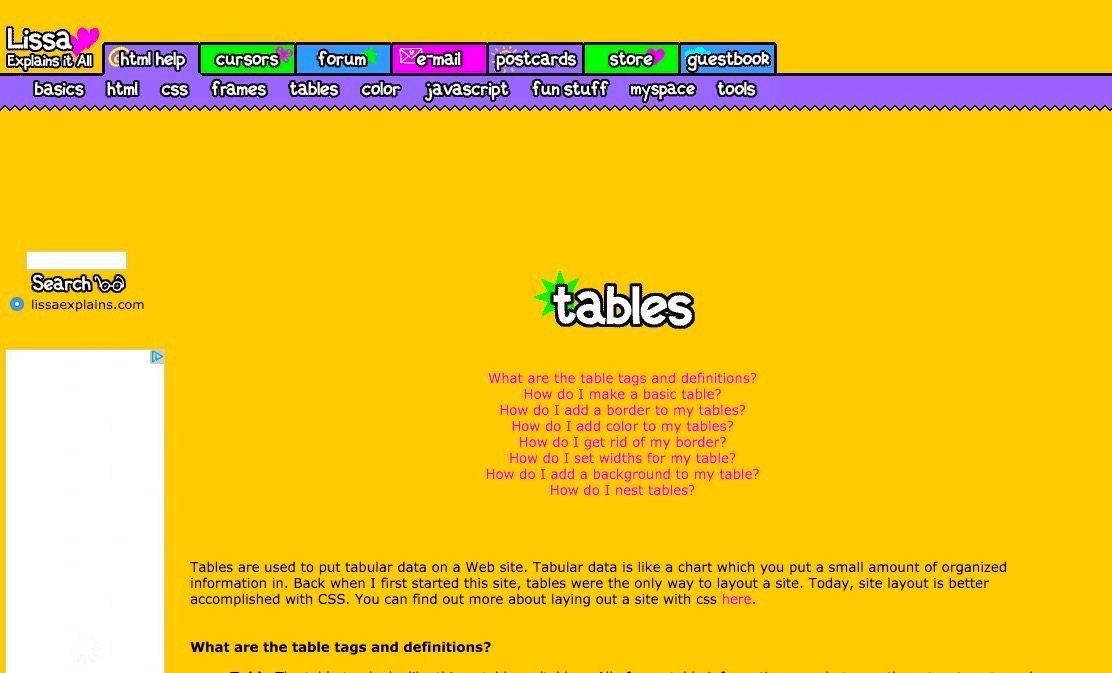 Lissa
Explains it All
html help cursors forum e-mail postcards store guestbook
basics html css frames tables color javascript fun stuff myspace tools
Search
lissaexplains.com
tables
What are the table tags and definitions?
How do I make a basic table?
How do I add a border to my tables?
How do I add color to my tables?
How do I get rid of my border?
How do I set widths for my table?
How do I add a background to my table?
How do I nest tables?
Tables are used to put tabular data on a Web site. Tabular data is like a chart which you put a small amount of organized
information in. Back when I first started this site, tables were the only way to layout a site. Today, site layout is better
accomplished with CSS. You can find out more about laying out a site with css here.
What are the table tags and definitions?